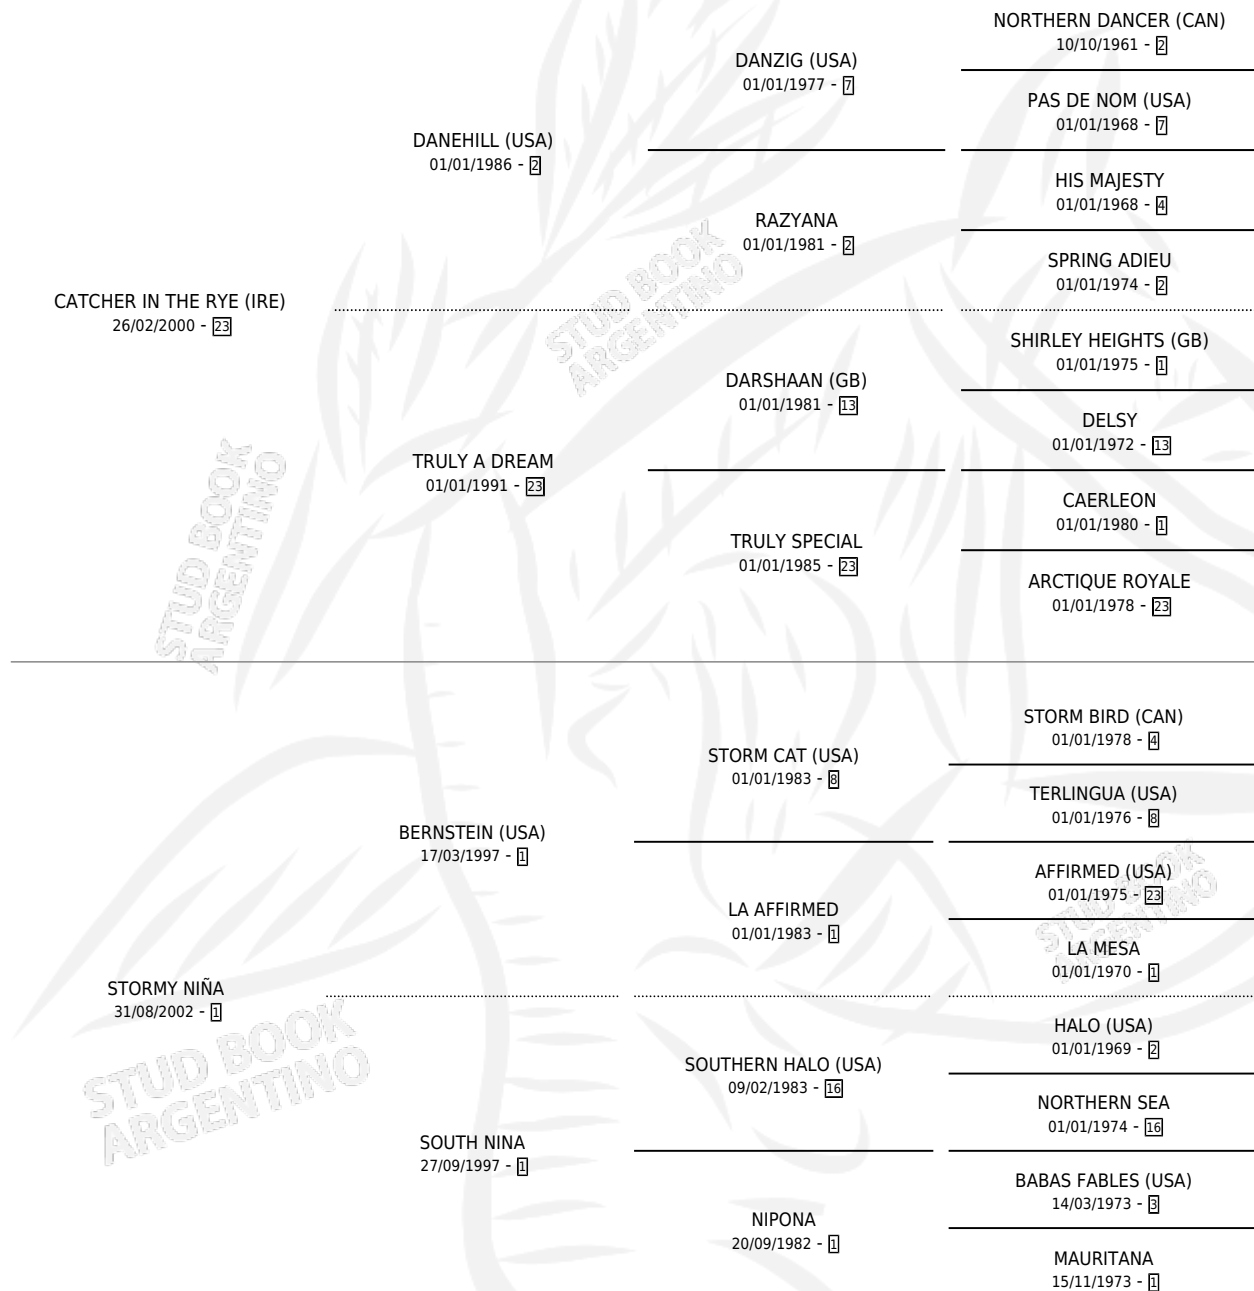 NORTHERN DANCER (CAN)
10/10/1961 - 2
DANZIG (USA)
01/01/1977 - 7
PAS DE NOM (USA)
01/01/1968 - 7
DANEHILL (USA)
01/01/1986 - 2
HIS MAJESTY
01/01/1968 - 4
RAZYANA
01/01/1981 - 2
SPRING ADIEU
01/01/1974 - 2
CATCHER IN THE RYE (IRE)
26/02/2000 - 23
SHIRLEY HEIGHTS (GB)
01/01/1975 - 1
DARSHAAN (GB)
01/01/1981 - 13
DELSY
01/01/1972 - 13
TRULY A DREAM
01/01/1991 - 23
CAERLEON
01/01/1980 - 1
TRULY SPECIAL
01/01/1985 - 23
ARCTIQUE ROYALE
01/01/1978 - 23
STORM BIRD (CAN)
01/01/1978 - 4
STORM CAT (USA)
01/01/1983 - 8
TERLINGUA (USA)
01/01/1976 - 8
BERNSTEIN (USA)
17/03/1997 - 1
AFFIRMED (USA)
01/01/1975 - 23
LA AFFIRMED
01/01/1983 - 1
LA MESA
01/01/1970 - 1
STORMY NIÑA
31/08/2002 - 1
HALO (USA)
01/01/1969 - 2
SOUTHERN HALO (USA)
09/02/1983 - 16
NORTHERN SEA
01/01/1974 - 16
SOUTH NINA
27/09/1997 - 1
BABAS FABLES (USA)
14/03/1973 - 3
NIPONA
20/09/1982 - 1
MAURITANA
15/11/1973 - 1
STUD BOOK
ARGENTINO
STUD BOOK
ARGENTINO
STUD BOOK
ARGENTINO
STUD BOOK
ARGENTINO